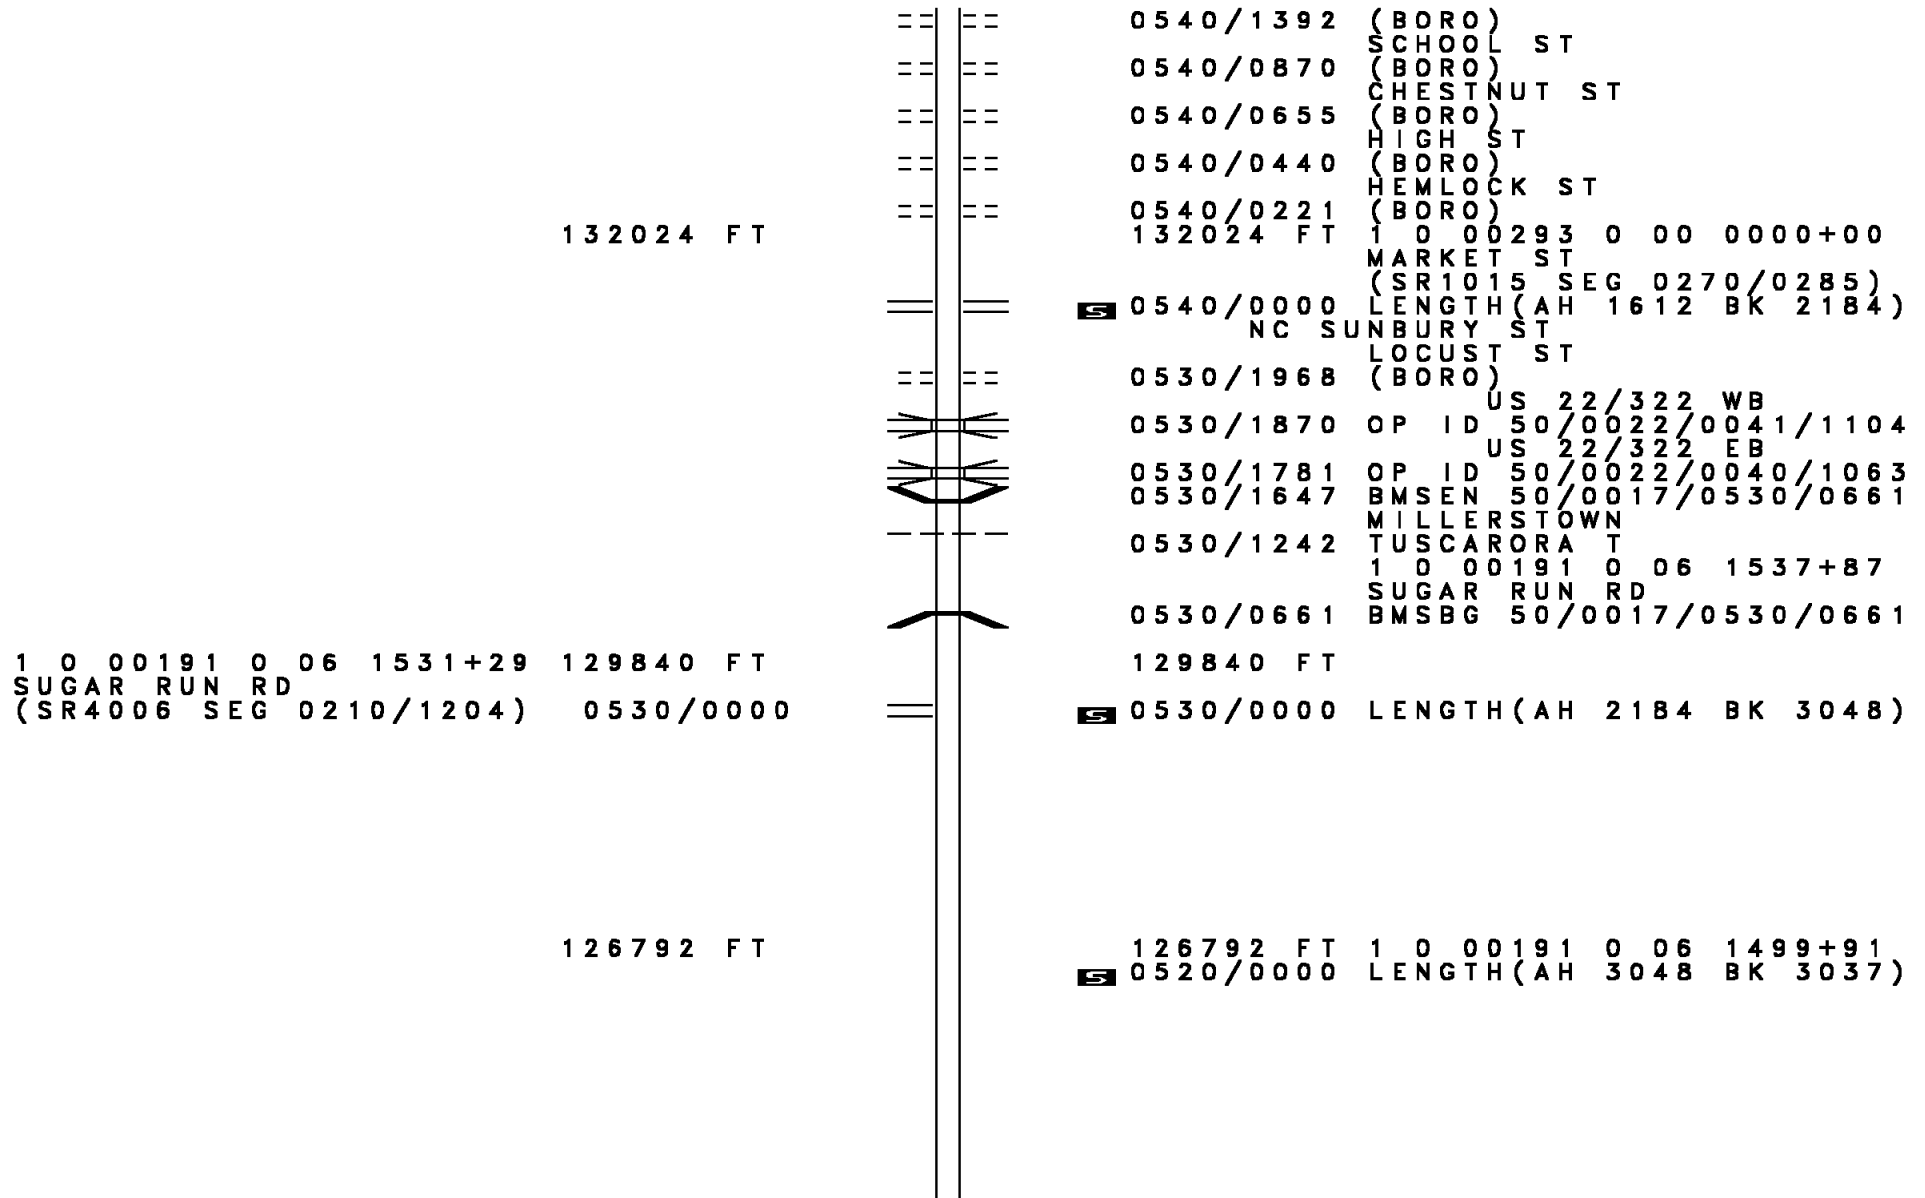 0540/1392 (BORO)
SCHOOL ST
0540/0870 (BORO)
CHESTNUT ST
0540/0655 (BORO)
HIGH ST
0540/0440 (BORO)
HEMLOCK ST
0540/0221 (BORO)
132024 FT 132024 FT 1 0 00293 0 00 0000+00
MARKET ST
(SR1015 SEG 0270/0285)
S 0540/0000 LENGTH(AH 1612 BK 2184)
NC SUNBURY ST
LOCUST ST
0530/1968 (BORO)
US 22/322 WB
0530/1870 OP ID 50/0022/0041/1104
US 22/322 EB
0530/1781 OP ID 50/0022/0040/1063
0530/1647 BMSEN 50/0017/0530/0661
MILLERSTOWN
0530/1242 TUSCARORA T
1 0 00191 0 06 1537+87
SUGAR RUN RD
0530/0661 BMSBG 50/0017/0530/0661
1 0 00191 0 06 1531+29 129840 FT 129840 FT
SUGAR RUN RD
(SR4006 SEG 0210/1204) 0530/0000 S 0530/0000 LENGTH(AH 2184 BK 3048)
126792 FT 126792 FT 1 0 00191 0 06 1499+91
S 0520/0000 LENGTH(AH 3048 BK 3037)